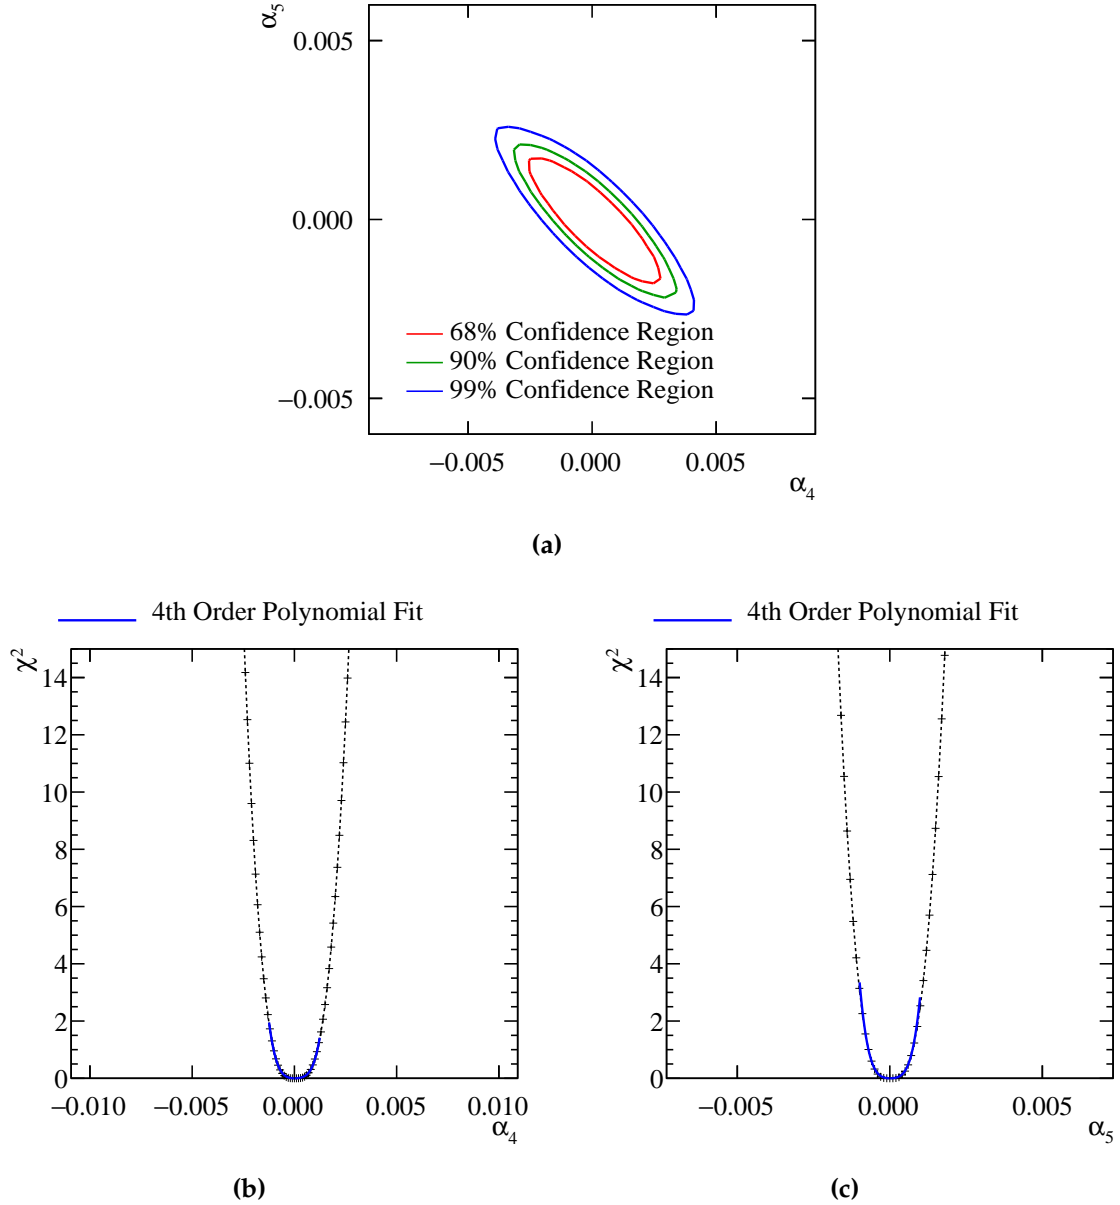 α5
0.005
0.000
−0.005
68% Confidence Region
90% Confidence Region
99% Confidence Region
−0.005 0.000 0.005
α4
(a)
4th Order Polynomial Fit
χ2
14
12
10
8
6
4
2
0
−0.010 −0.005 0.000 0.005 0.010
α4
(b)
4th Order Polynomial Fit
χ2
14
12
10
8
6
4
2
0
−0.005 0.000 0.005
α5
(c)